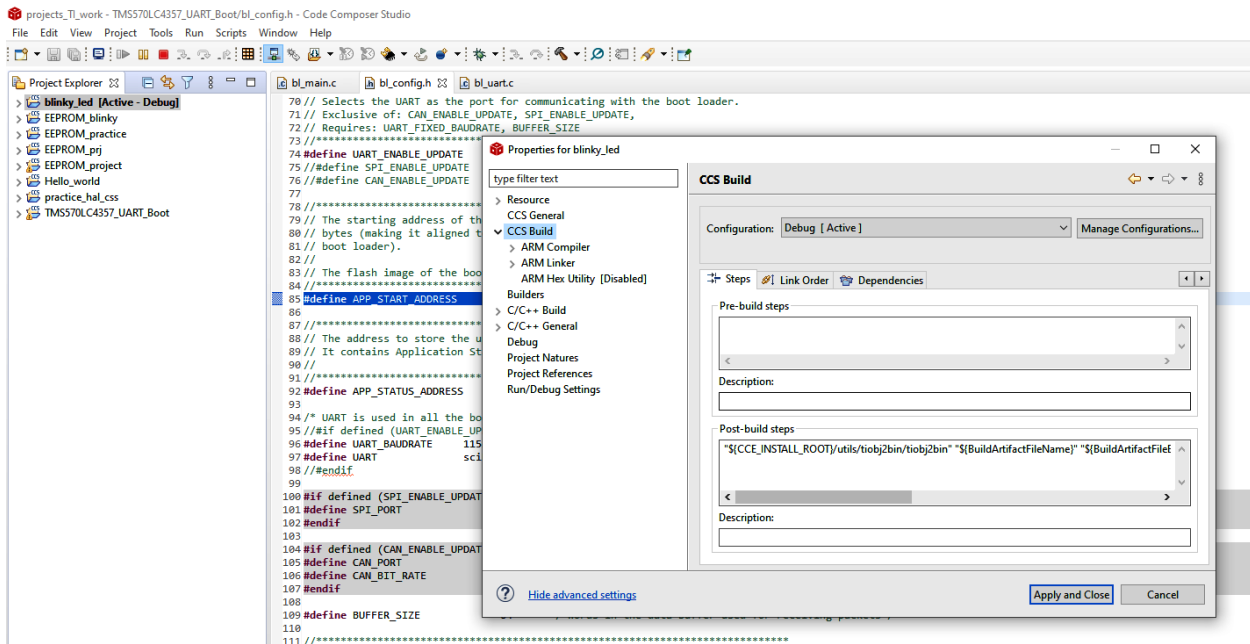 projects_TI_work - TMS570LC4357_UART_Boot/bl_config.h - Code Composer Studio
File Edit View Project Tools Run Scripts Window Help
Project Explorer
blinky_led [Active - Debug]
EEPROM_blinky
EEPROM_practice
EEPROM_prj
EEPROM_project
Hello_world
practice_hal_css
TMS570LC4357_UART_Boot
bl_main.c bl_config.h bl_uart.c
70 // Selects the UART as the port for communicating with the boot loader.
71 // Exclusive of: CAN_ENABLE_UPDATE, SPI_ENABLE_UPDATE,
72 // Requires: UART_FIXED_BAUDRATE, BUFFER_SIZE
73 //*****************************
74 #define UART_ENABLE_UPDATE
75 //#define SPI_ENABLE_UPDATE
76 //#define CAN_ENABLE_UPDATE
77
78 //*****************************
79 // The starting address of th
80 // bytes (making it aligned t
81 // boot loader).
82 //
83 // The flash image of the boo
84 //*****************************
85 #define APP_START_ADDRESS
86
87 //*****************************
88 // The address to store the u
89 // It contains Application St
90 //
91 //*****************************
92 #define APP_STATUS_ADDRESS
93
94 /* UART is used in all the bo
95 //#if defined (UART_ENABLE_UP
96 #define UART_BAUDRATE 115
97 #define UART sci
98 //#endif
99
100 #if defined (SPI_ENABLE_UPDAT
101 #define SPI_PORT
102 #endif
103
104 #if defined (CAN_ENABLE_UPDAT
105 #define CAN_PORT
106 #define CAN_BIT_RATE
107 #endif
108
109 #define BUFFER_SIZE
110
111 //***********************************************************************
Properties for blinky_led
type filter text
Resource
CCS General
CCS Build
ARM Compiler
ARM Linker
ARM Hex Utility [Disabled]
Builders
C/C++ Build
C/C++ General
Debug
Project Natures
Project References
Run/Debug Settings
CCS Build
Configuration: Debug [ Active ] Manage Configurations...
Steps Link Order Dependencies
Pre-build steps
Description:
Post-build steps
"${CCE_INSTALL_ROOT}/utils/tiobj2bin/tiobj2bin" "${BuildArtifactFileName}" "${BuildArtifactFileE
Description:
Hide advanced settings
Apply and Close Cancel